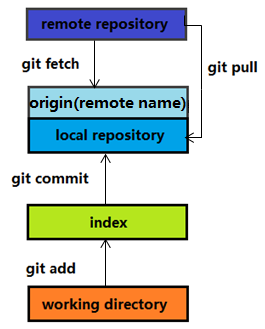 remote repository
git fetch
git pull
origin(remote name)
local repository
git commit
index
git add
working directory